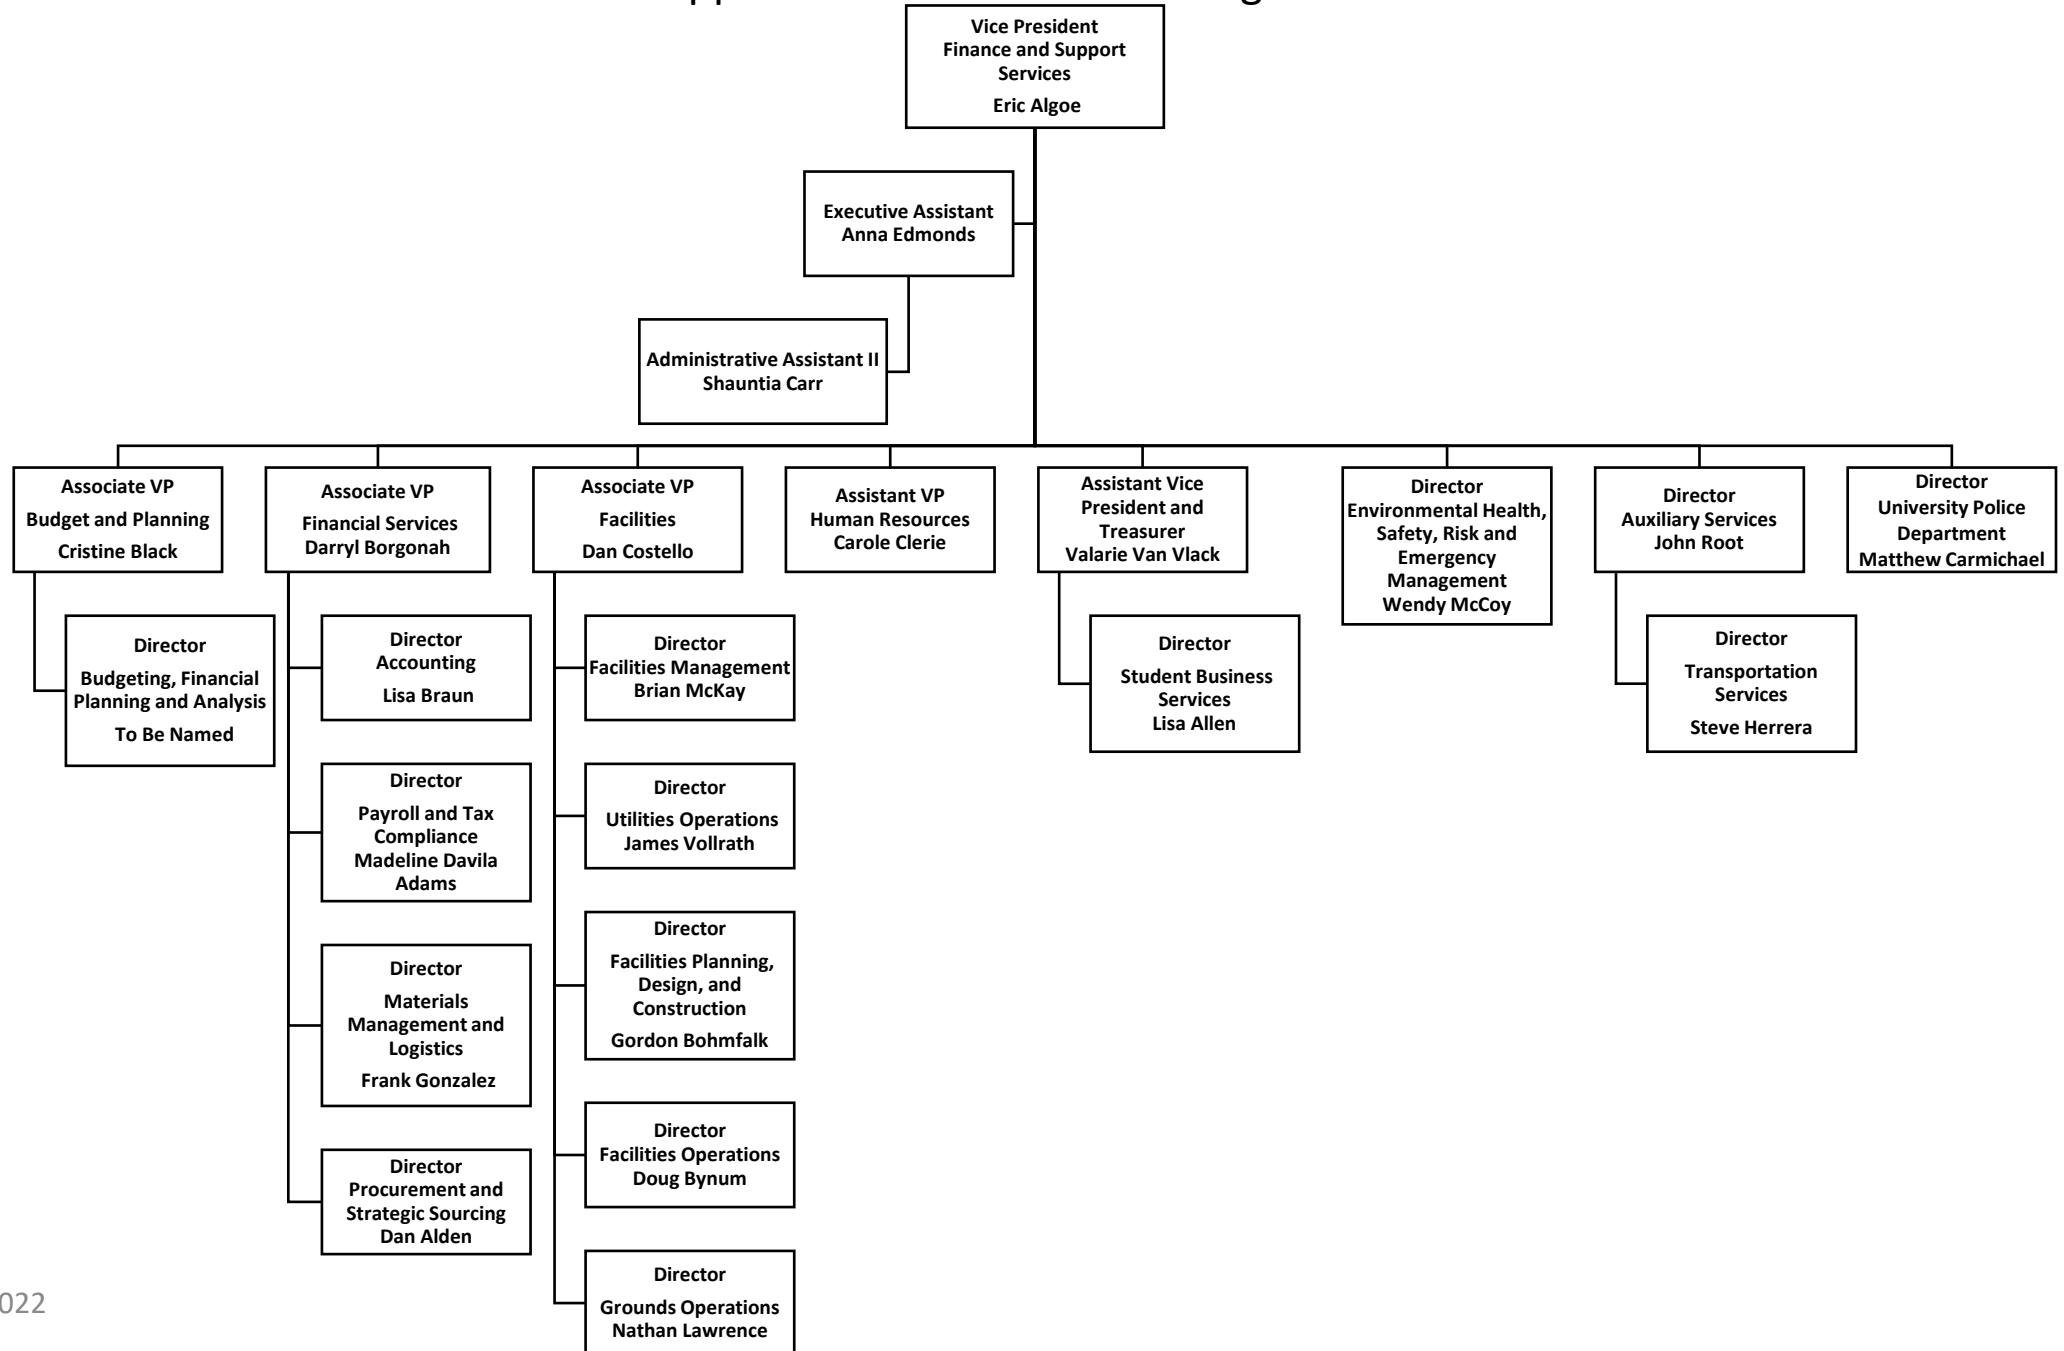 Vice President
Finance and Support
Services
Eric Algoe
Executive Assistant
Anna Edmonds
Administrative Assistant II
Shauntia Carr
Associate VP
Budget and Planning
Cristine Black
Associate VP
Financial Services
Darryl Borgonah
Associate VP
Facilities
Dan Costello
Assistant VP
Human Resources
Carole Clerie
Assistant Vice
President and
Treasurer
Valarie Van Vlack
Director
Environmental Health,
Safety, Risk and
Emergency
Management
Wendy McCoy
Director
Auxiliary Services
John Root
Director
University Police
Department
Matthew Carmichael
Director
Budgeting, Financial
Planning and Analysis
To Be Named
Director
Accounting
Lisa Braun
Director
Payroll and Tax
Compliance
Madeline Davila
Adams
Director
Materials
Management and
Logistics
Frank Gonzalez
Director
Procurement and
Strategic Sourcing
Dan Alden
Director
Facilities Management
Brian McKay
Director
Utilities Operations
James Vollrath
Director
Facilities Planning,
Design, and
Construction
Gordon Bohmfalk
Director
Facilities Operations
Doug Bynum
Director
Grounds Operations
Nathan Lawrence
Director
Student Business
Services
Lisa Allen
Director
Transportation
Services
Steve Herrera
022